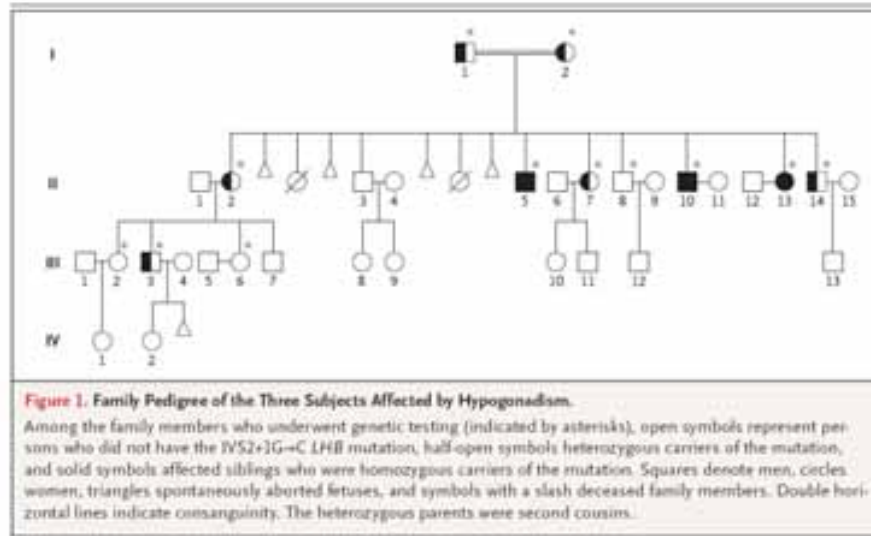 I
1 2
II
1 2 3 4 5 6 7 8 9 10 11 12 13 14 15
III
1 2 3 4 5 6 7 8 9 10 11 12 13
IV
1 2
Figure 1. Family Pedigree of the Three Subjects Affected by Hypogonadism.
Among the family members who underwent genetic testing (indicated by asterisks), open symbols represent per-
sons who did not have the IVS2+1G→C LHB mutation, half-open symbols heterozygous carriers of the mutation,
and solid symbols affected siblings who were homozygous carriers of the mutation. Squares denote men, circles
women, triangles spontaneously aborted fetuses, and symbols with a slash deceased family members. Double hori-
zontal lines indicate consanguinity. The heterozygous parents were second cousins.